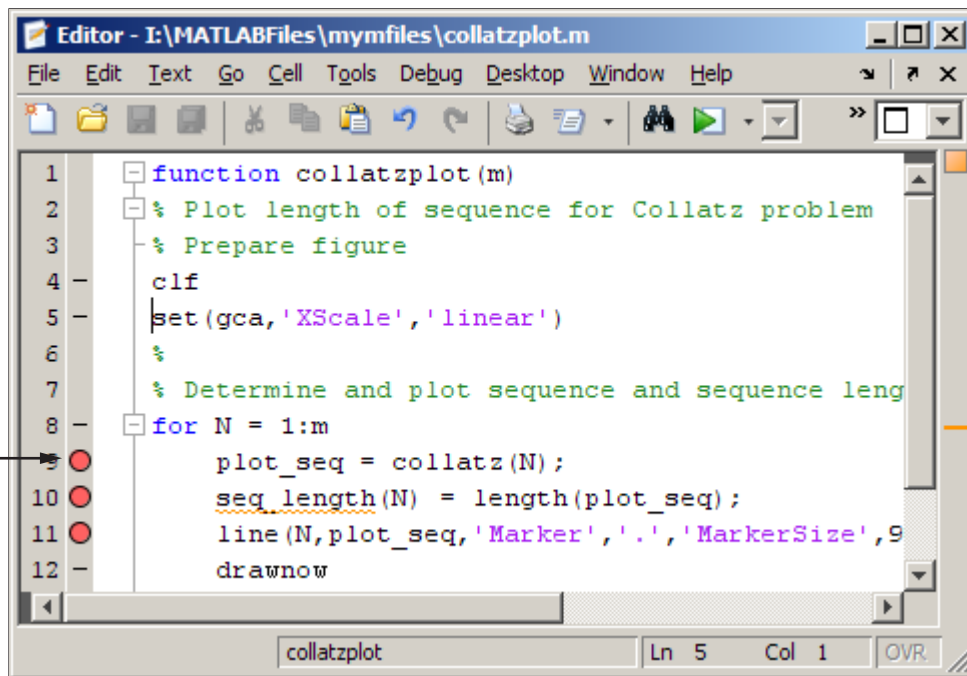 Editor - I:\MATLABFiles\mymfiles\collatzplot.m
File Edit Text Go Cell Tools Debug Desktop Window Help
1 function collatzplot(m)
2 % Plot length of sequence for Collatz problem
3 % Prepare figure
4 - clf
5 - set(gca,'XScale','linear')
6 %
7 % Determine and plot sequence and sequence leng
8 - for N = 1:m
9 plot_seq = collatz(N);
10 seq_length(N) = length(plot_seq);
11 line(N,plot_seq,'Marker','.','MarkerSize',9
12 - drawnow
collatzplot Ln 5 Col 1 OVR